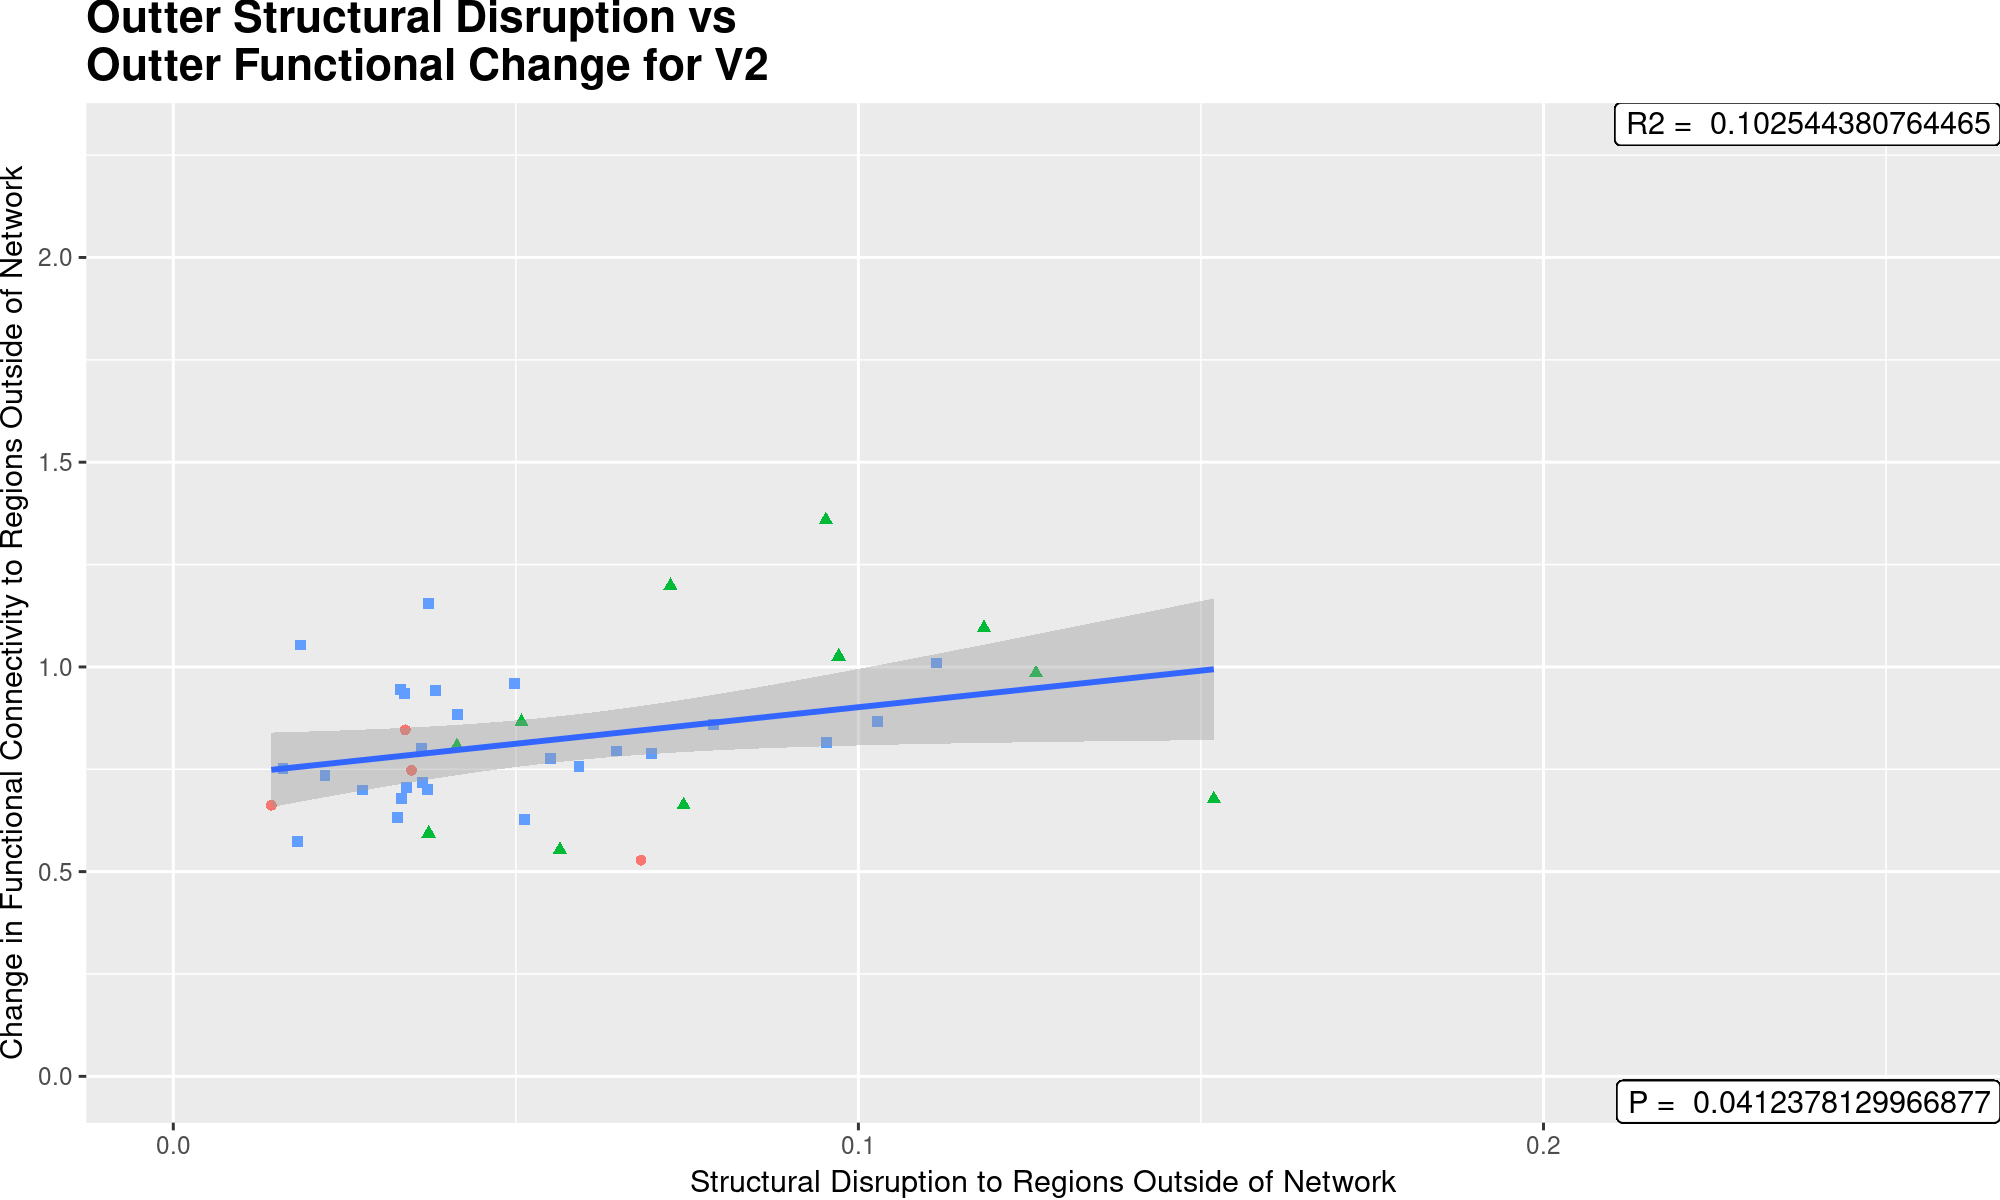 Outter Structural Disruption vs
Outter Functional Change for V2
R2 =  0.102544380764465
Change in Functional Connectivity to Regions Outside of Network
2.0
1.5
1.0
0.5
0.0
P =  0.0412378129966877
0.0
0.1
0.2
Structural Disruption to Regions Outside of Network